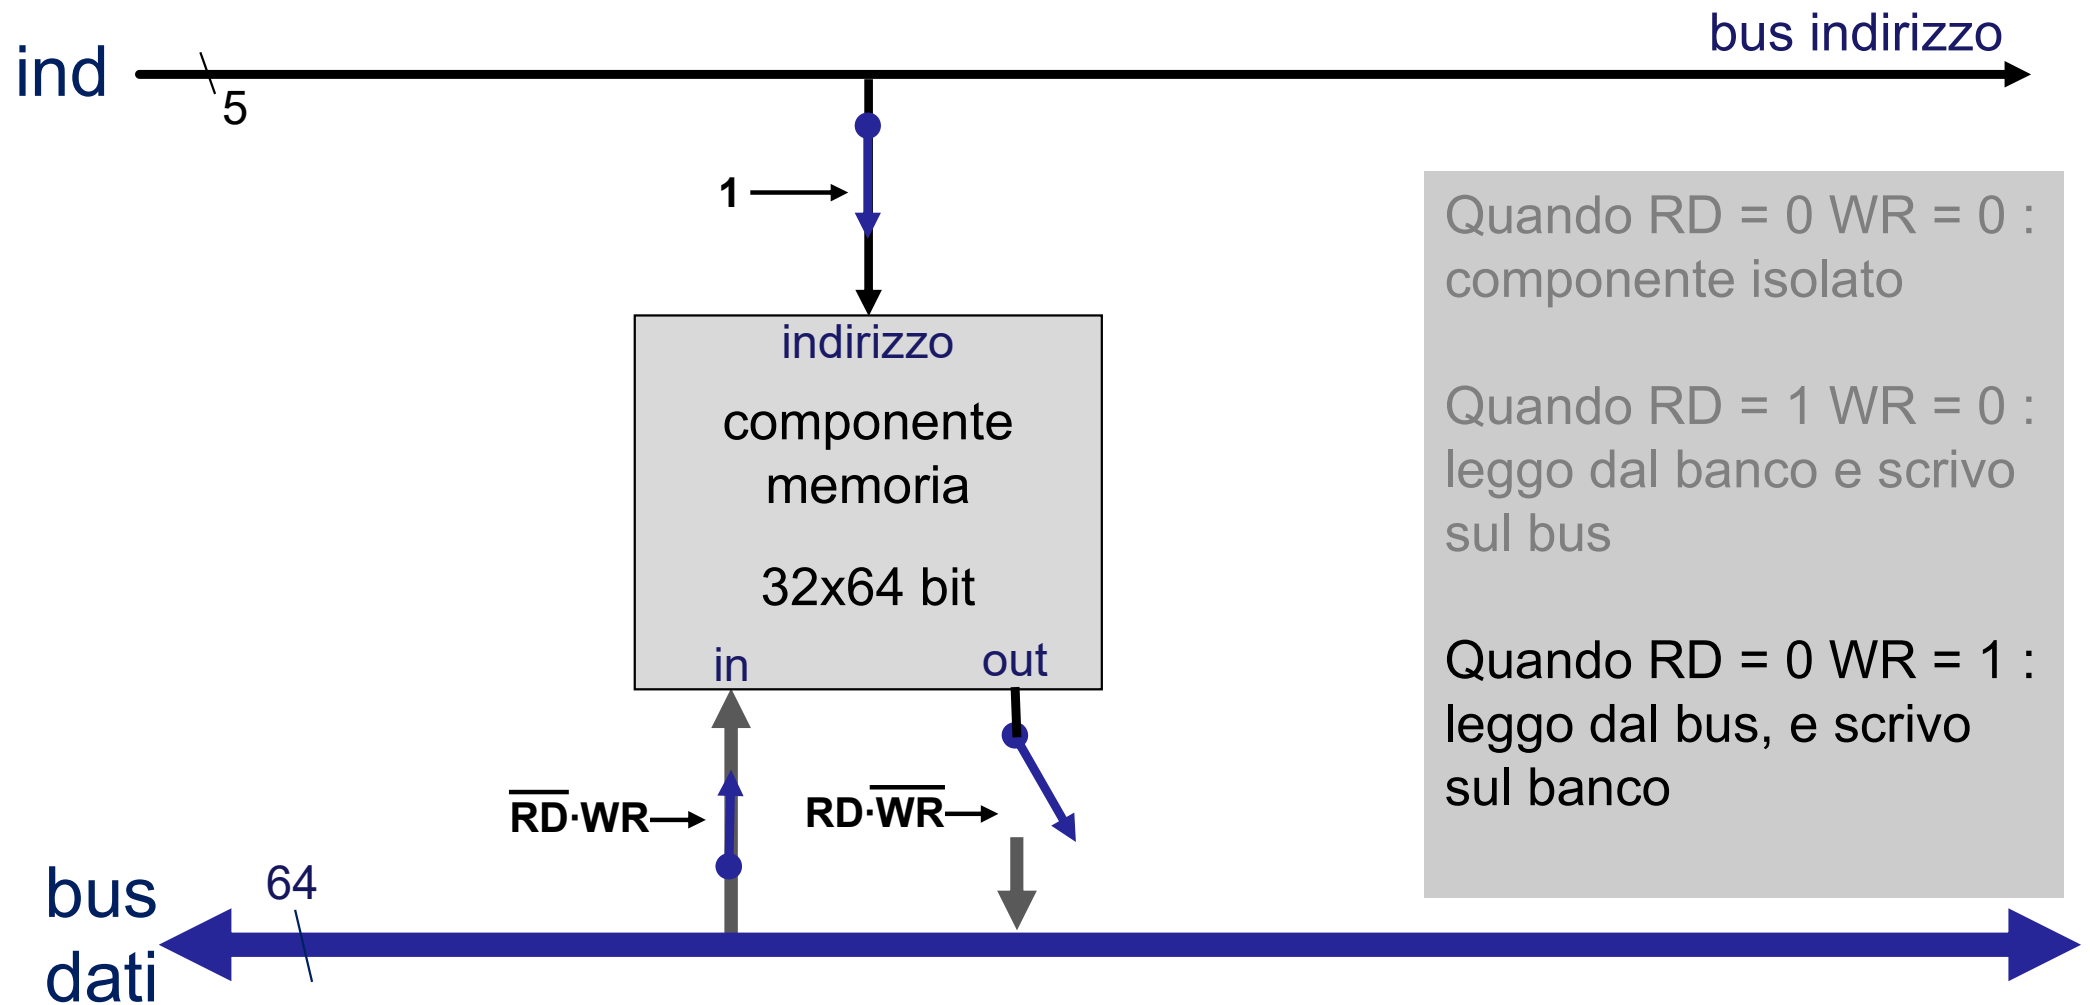 bus indirizzo
ind
5
1
indirizzo
componente
memoria
32x64 bit
in
out
R̅D̅·WR
RD·W̅R̅
bus
dati
64
Quando RD = 0 WR = 0 :
componente isolato
Quando RD = 1 WR = 0 :
leggo dal banco e scrivo
sul bus
Quando RD = 0 WR = 1 :
leggo dal bus, e scrivo
sul banco